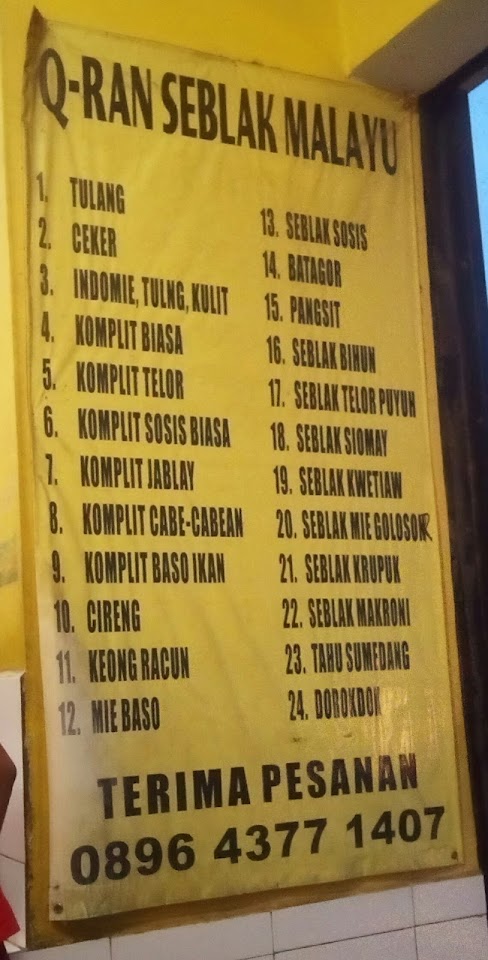 Q-RAN SEBLAK MALAYU
1. TULANG
2. CEKER
3. INDOMIE, TULNG, KULIT
4. KOMPLIT BIASA
5. KOMPLIT TELOR
6. KOMPLIT SOSIS BIASA
7. KOMPLIT JABLAY
8. KOMPLIT CABE-CABEAN
9. KOMPLIT BASO IKAN
10. CIRENG
11. KEONG RACUN
12. MIE BASO
13. SEBLAK SOSIS
14. BATAGOR
15. PANGSIT
16. SEBLAK BIHUN
17. SEBLAK TELOR PUYUH
18. SEBLAK SIOMAY
19. SEBLAK KWETIAW
20. SEBLAK MIE GOLOSOR
21. SEBLAK KRUPUK
22. SEBLAK MAKRONI
23. TAHU SUMEDANG
24. DOROKDOK
TERIMA PESANAN
0896 4377 1407